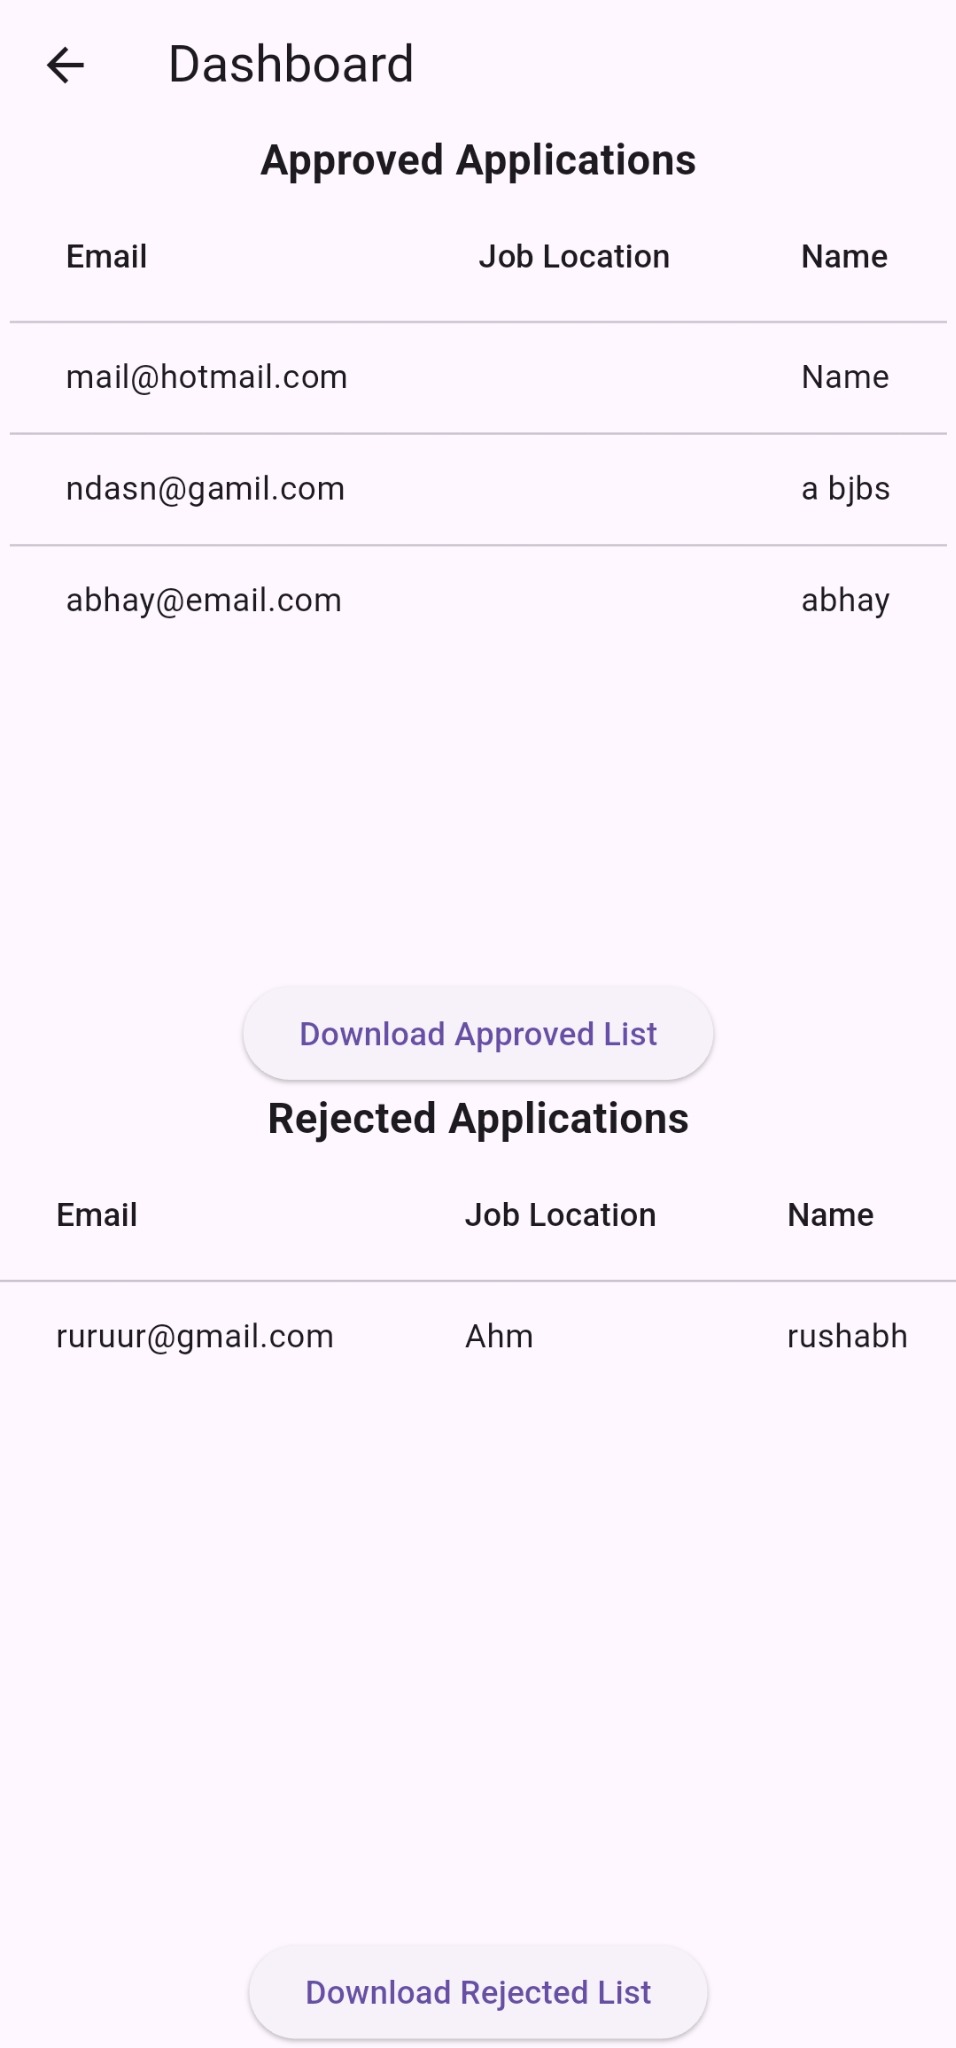 Dashboard
Approved Applications
Email Job Location Name
mail@hotmail.com Name
ndasn@gamil.com a bjbs
abhay@email.com abhay
Download Approved List
Rejected Applications
Email Job Location Name
ruruur@gmail.com Ahm rushabh
Download Rejected List